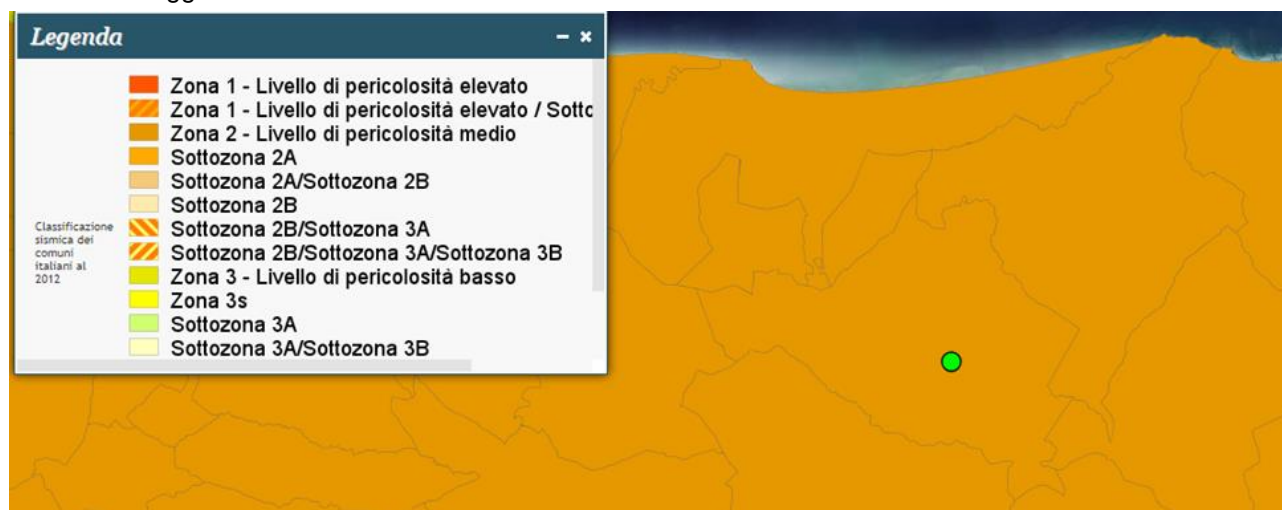 Legenda
Zona 1 - Livello di pericolosità elevato
Zona 1 - Livello di pericolosità elevato / Sotto
Zona 2 - Livello di pericolosità medio
Sottozona 2A
Sottozona 2A/Sottozona 2B
Sottozona 2B
Sottozona 2B/Sottozona 3A
Sottozona 2B/Sottozona 3A/Sottozona 3B
Zona 3 - Livello di pericolosità basso
Zona 3s
Sottozona 3A
Sottozona 3A/Sottozona 3B
Classificazione
sismica dei
comuni
italiani al
2012